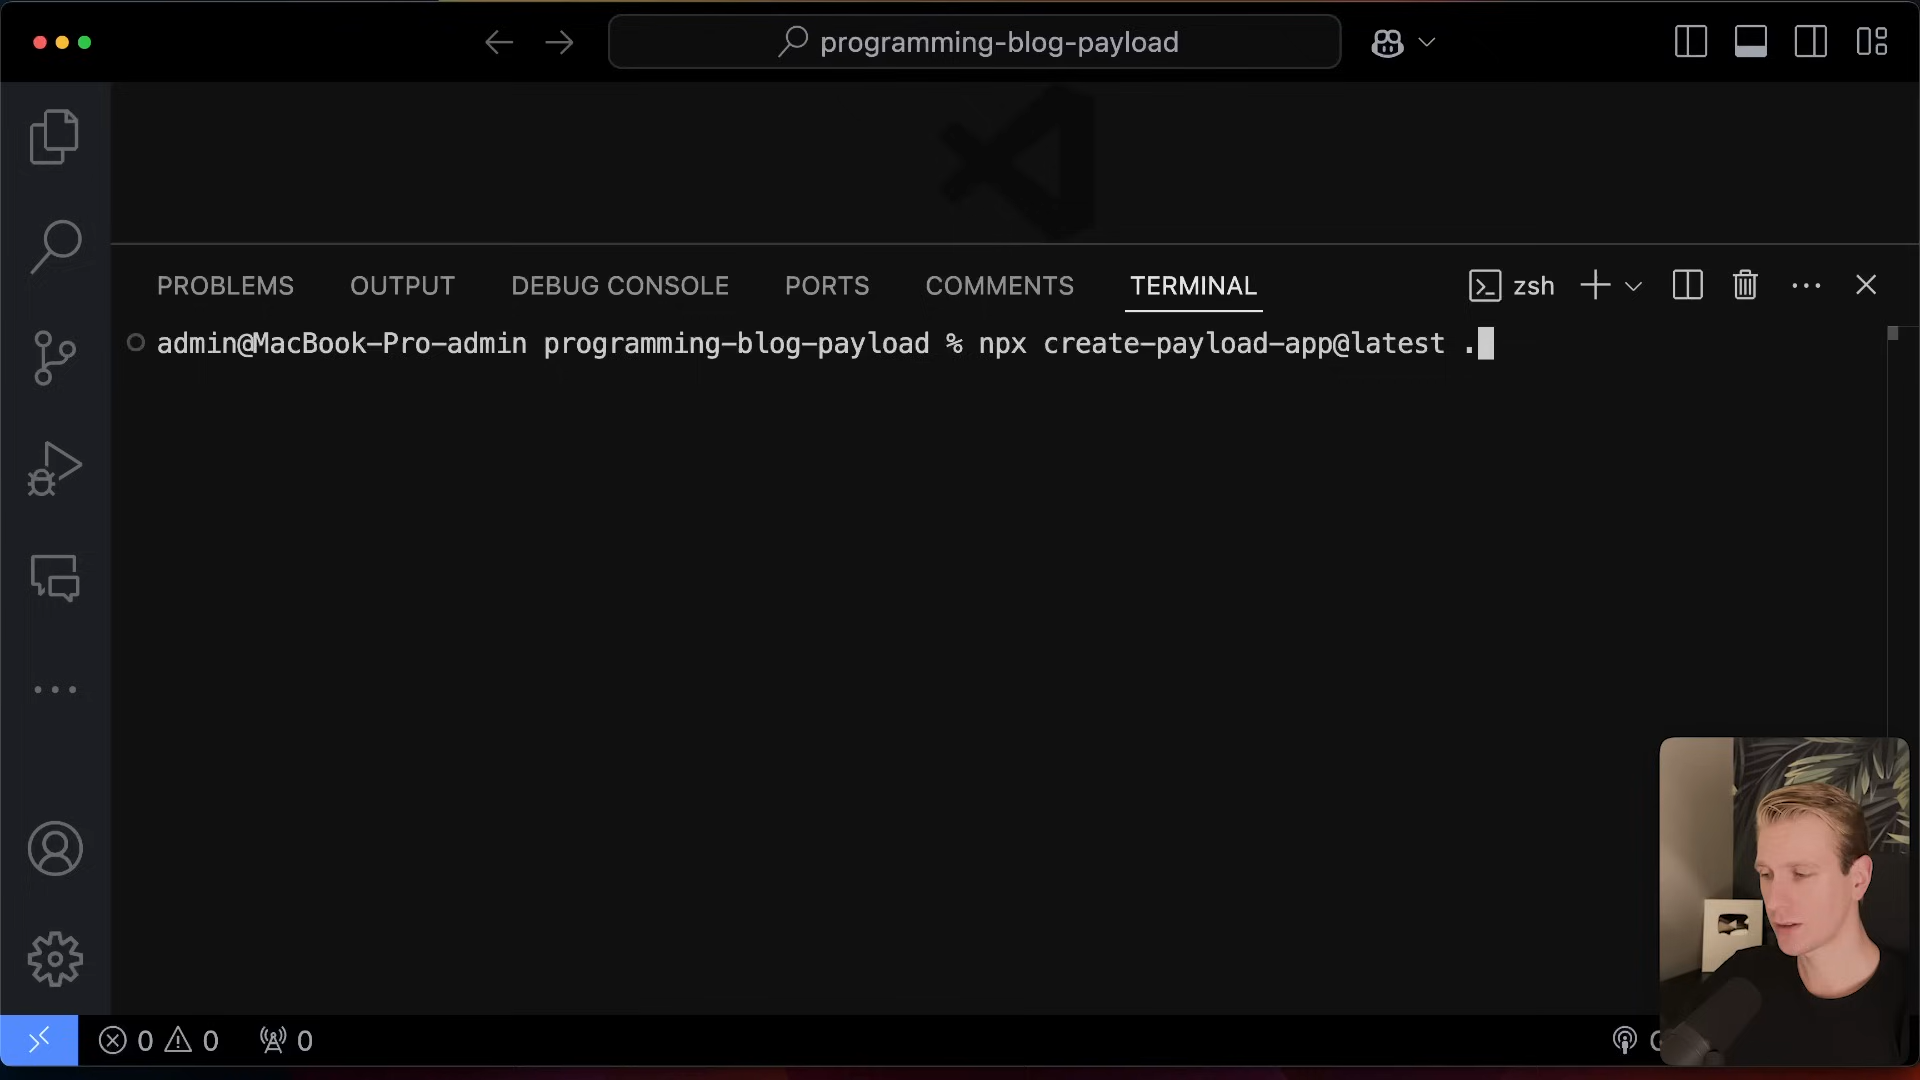 programming-blog-payload
PROBLEMS OUTPUT DEBUG CONSOLE PORTS COMMENTS TERMINAL zsh
admin@MacBook-Pro-admin programming-blog-payload % npx create-payload-app@latest .
0 0 0